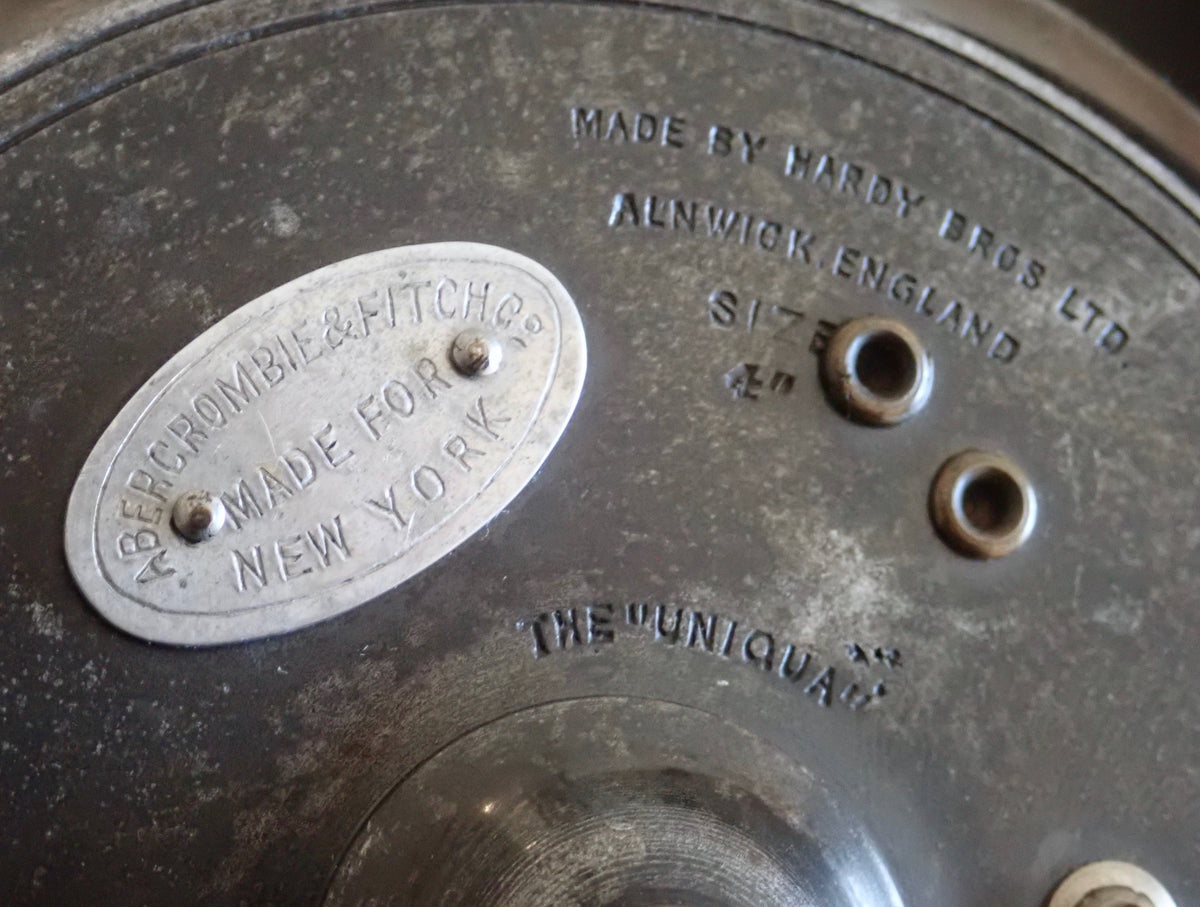 MADE BY HARDY BROS LTD.
ALNWICK. ENGLAND
SIZE
4"
ABERCROMBIE & FITCH Co
MADE FOR
NEW YORK
THE "UNIQUA"